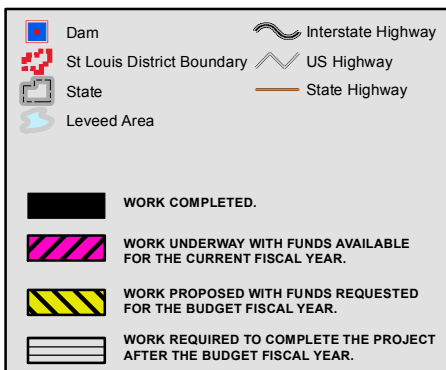 Dam
St Louis District Boundary
State
Leveed Area
Interstate Highway
US Highway
State Highway
WORK COMPLETED.
WORK UNDERWAY WITH FUNDS AVAILABLE
FOR THE CURRENT FISCAL YEAR.
WORK PROPOSED WITH FUNDS REQUESTED
FOR THE BUDGET FISCAL YEAR.
WORK REQUIRED TO COMPLETE THE PROJECT
AFTER THE BUDGET FISCAL YEAR.